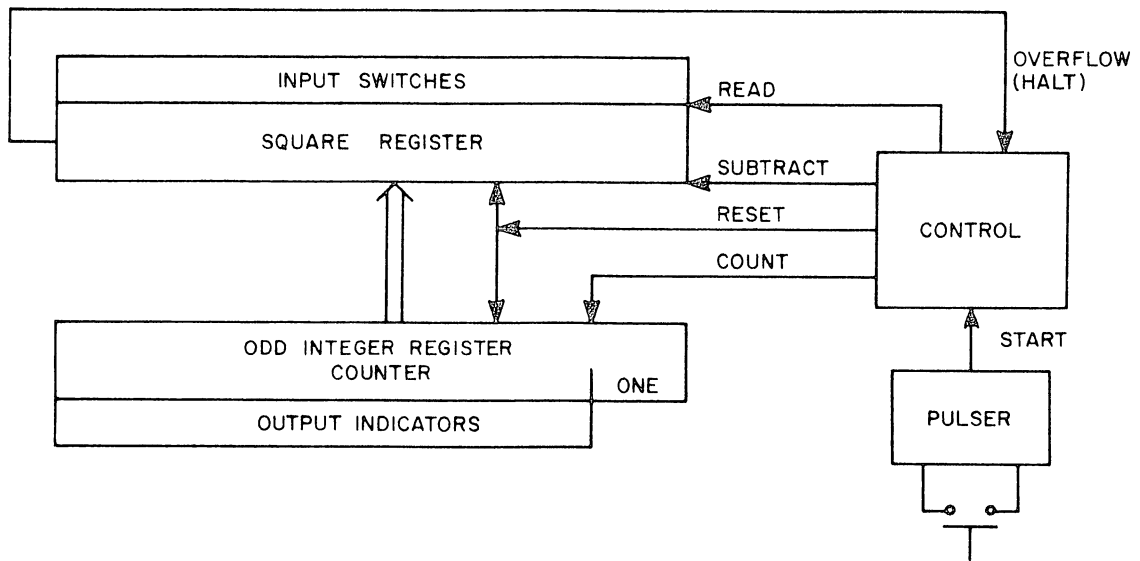 OVERFLOW
(HALT)
INPUT SWITCHES
READ
SQUARE REGISTER
SUBTRACT
RESET
CONTROL
COUNT
START
ODD INTEGER REGISTER
COUNTER
ONE
OUTPUT INDICATORS
PULSER